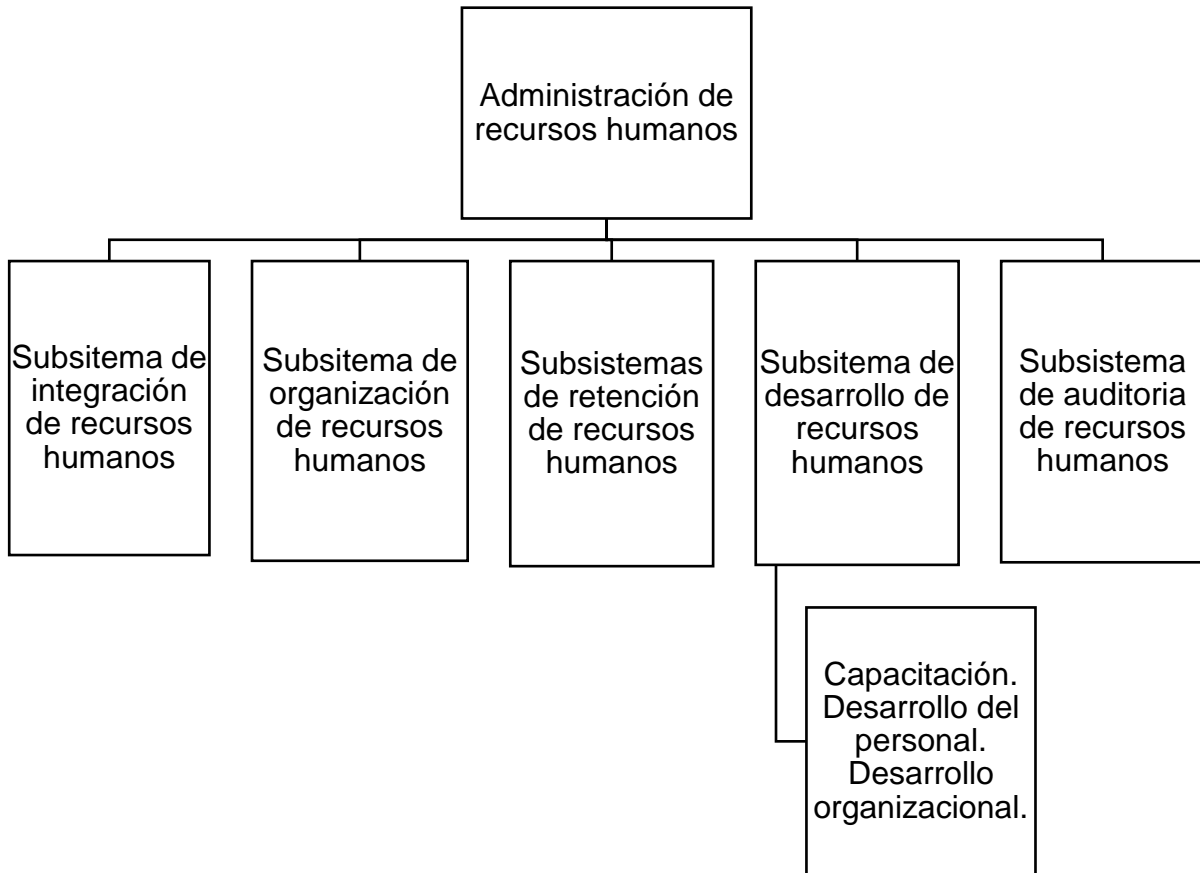 Administración de
recursos humanos
Subsitema de
integración
de recursos
humanos
Subsitema de
organización
de recursos
humanos
Subsistemas
de retención
de recursos
humanos
Subsitema de
desarrollo de
recursos
humanos
Subsistema
de auditoria
de recursos
humanos
Capacitación.
Desarrollo del
personal.
Desarrollo
organizacional.